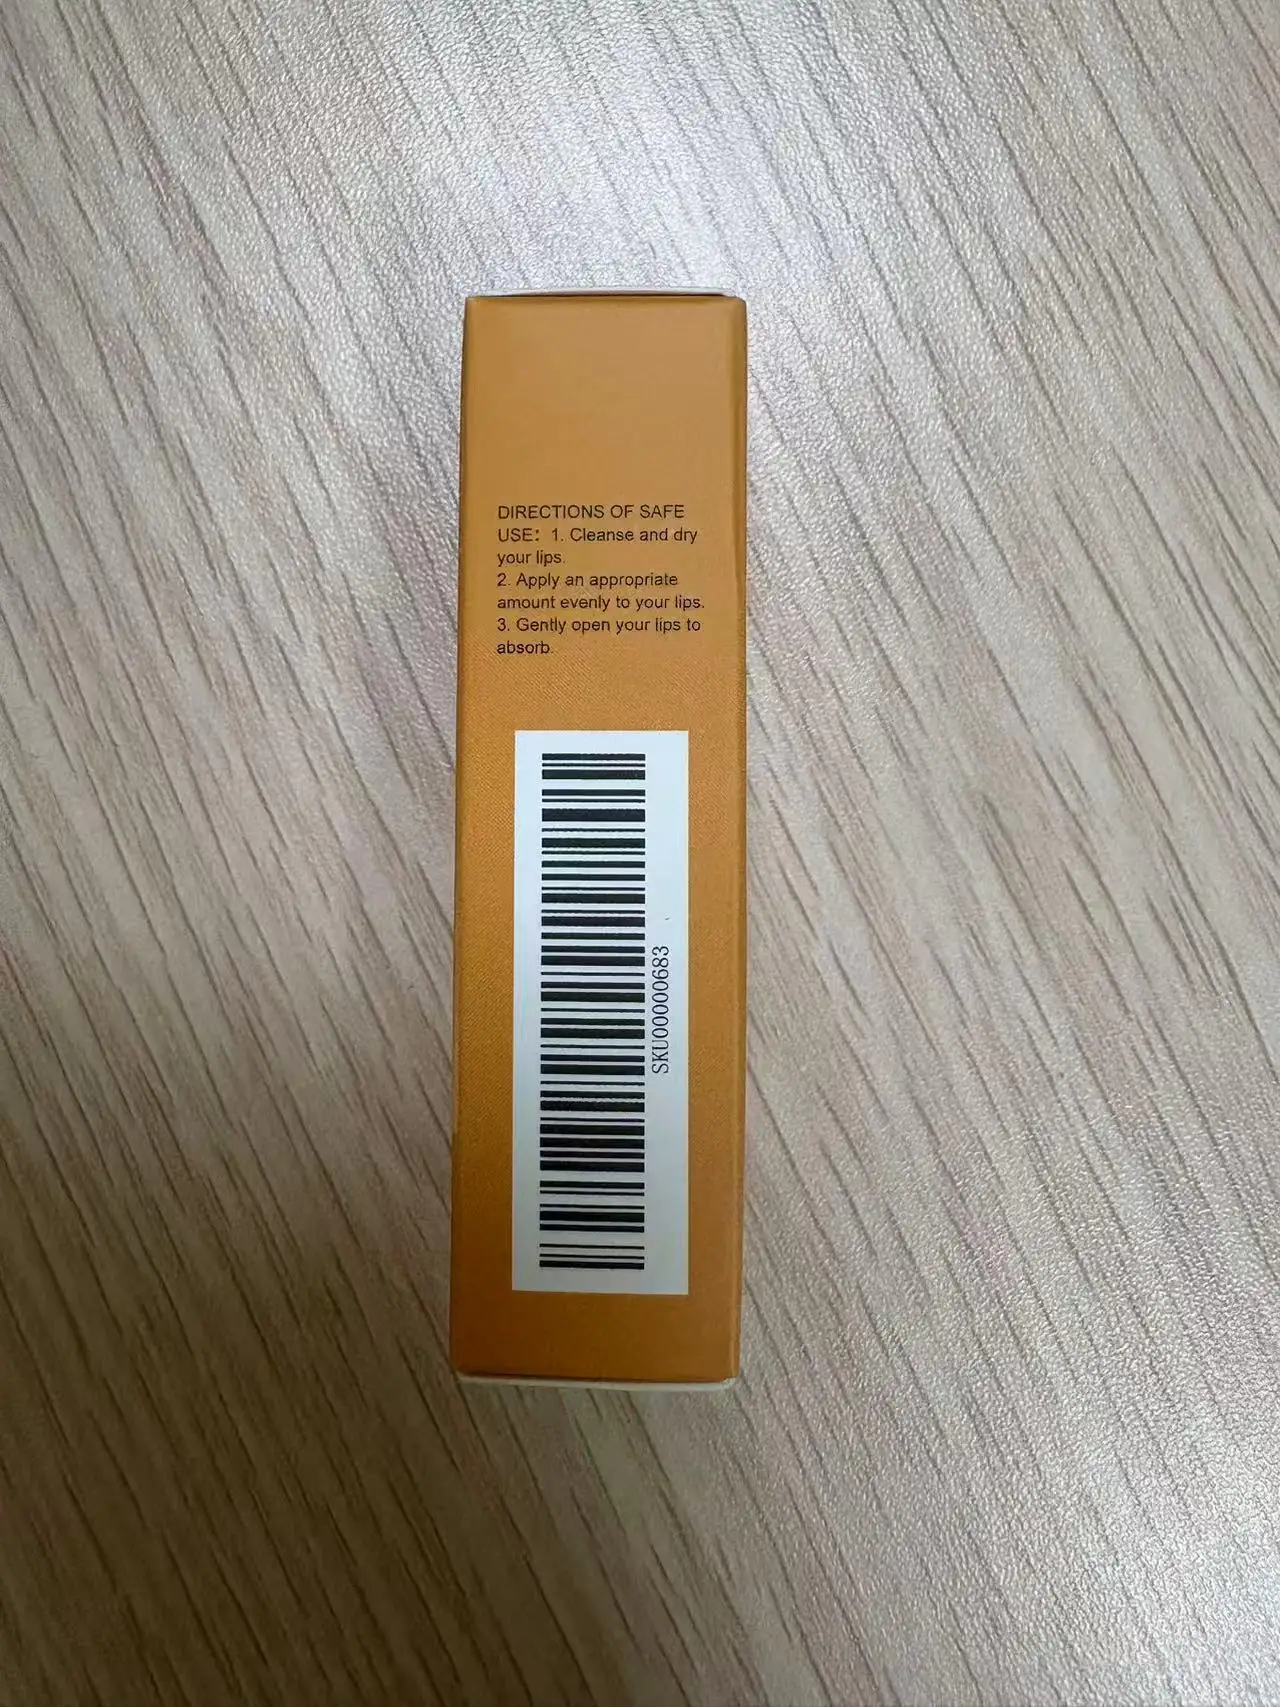 DIRECTIONS OF SAFE
USE: 1. Cleanse and dry
your lips.
2. Apply an appropriate
amount evenly to your lips.
3. Gently open your lips to
absorb.
SKU00000683